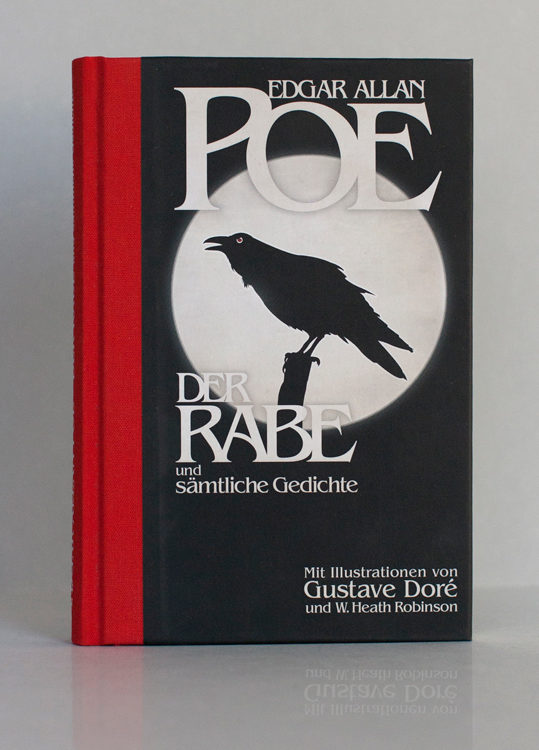 EDGAR ALLAN
POE
DER
RABE
und
sämtliche Gedichte
Mit Illustrationen von
Gustave Doré
und W. Heath Robinson